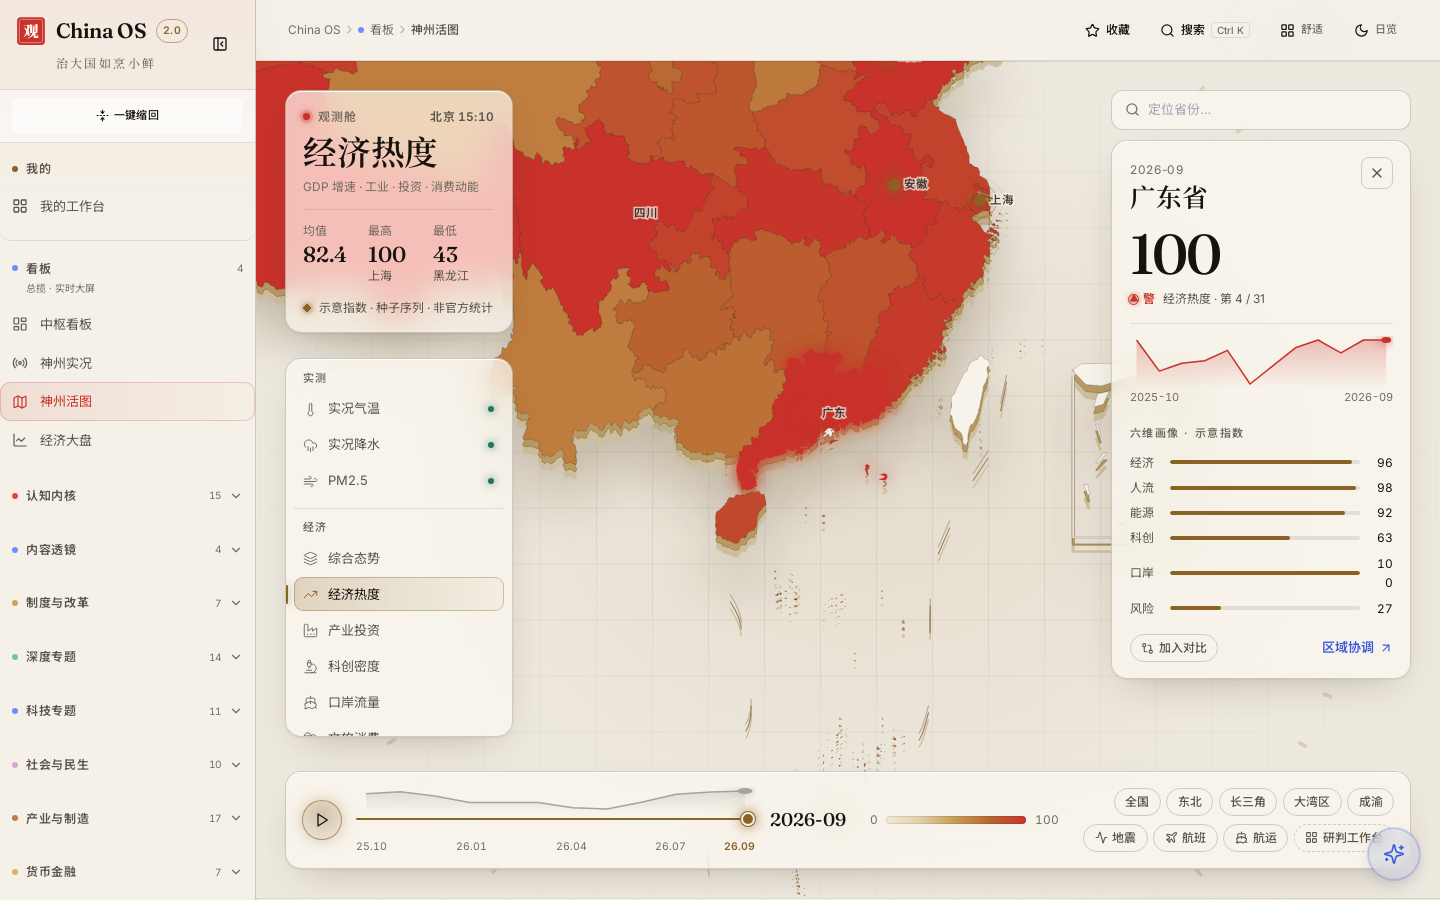 观 China OS 2.0
治大国如烹小鲜
一键缩回
我的
我的工作台
看板 4
总揽 · 实时大屏
中枢看板
神州实况
神州活图
经济大盘
认知内核 15
内容透镜 4
制度与改革 7
深度专题 14
科技专题 11
社会与民生 10
产业与制造 17
货币金融 7
China OS > 看板 > 神州活图
收藏
搜索 Ctrl K
舒适
日览
观测舱 北京 15:10
经济热度
GDP 增速 · 工业 · 投资 · 消费动能
均值 最高 最低
82.4 100 43
上海 黑龙江
示意指数 · 种子序列 · 非官方统计
实测
实况气温
实况降水
PM2.5
经济
综合态势
经济热度
产业投资
科创密度
口岸流量
四川
安徽
上海
广东
定位省份...
2026-09
广东省
100
警 经济热度 · 第 4 / 31
2025-10 2026-09
六维画像 · 示意指数
经济 96
人流 98
能源 92
科创 63
口岸 100
风险 27
加入对比
区域协调
2026-09
0 100
25.10 26.01 26.04 26.07 26.09
全国 东北 长三角 大湾区 成渝
地震 航班 航运 研判工作台